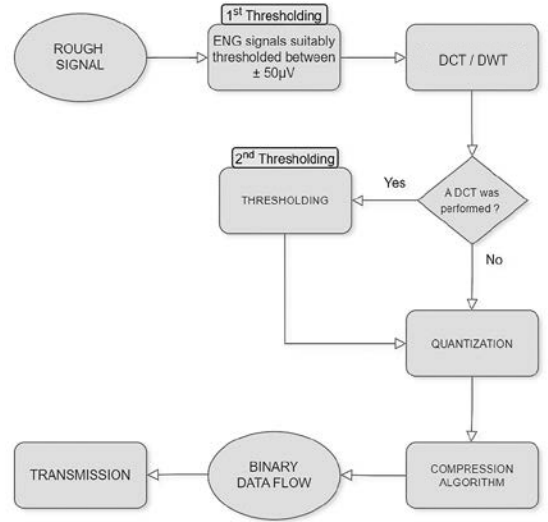 1st Thresholding
ROUGH
SIGNAL
ENG signals suitably
thresholded between
± 50µV
DCT / DWT
2nd Thresholding
THRESHOLDING
Yes
A DCT was
performed ?
No
QUANTIZATION
TRANSMISSION
BINARY
DATA FLOW
COMPRESSION
ALGORITHM